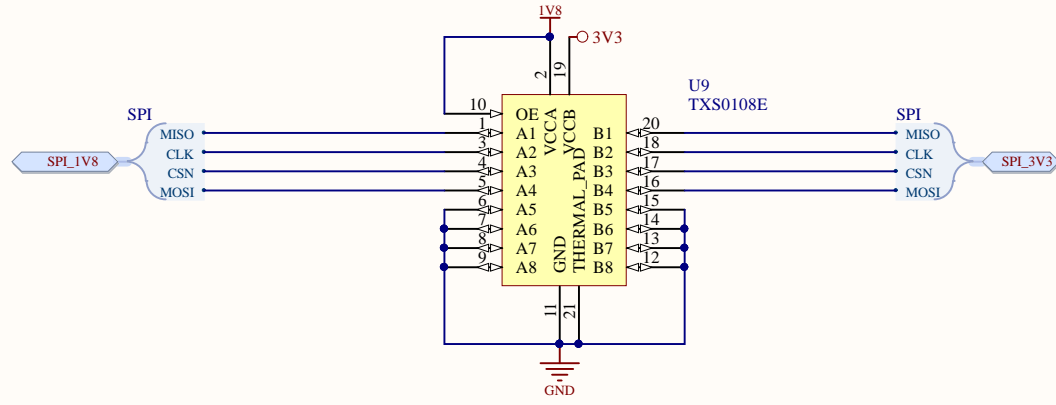 1V8
3V3
2
19
U9
TXS0108E
SPI
SPI
10
OE
VCCA
VCCB
MISO
1
A1
B1
20
MISO
CLK
3
A2
B2
18
CLK
SPI_1V8
CSN
4
A3
B3
17
CSN
SPI_3V3
MOSI
5
A4
B4
16
MOSI
6
A5
B5
15
7
A6
B6
14
8
A7
B7
13
9
A8
B8
12
GND
THERMAL_PAD
11
21
GND